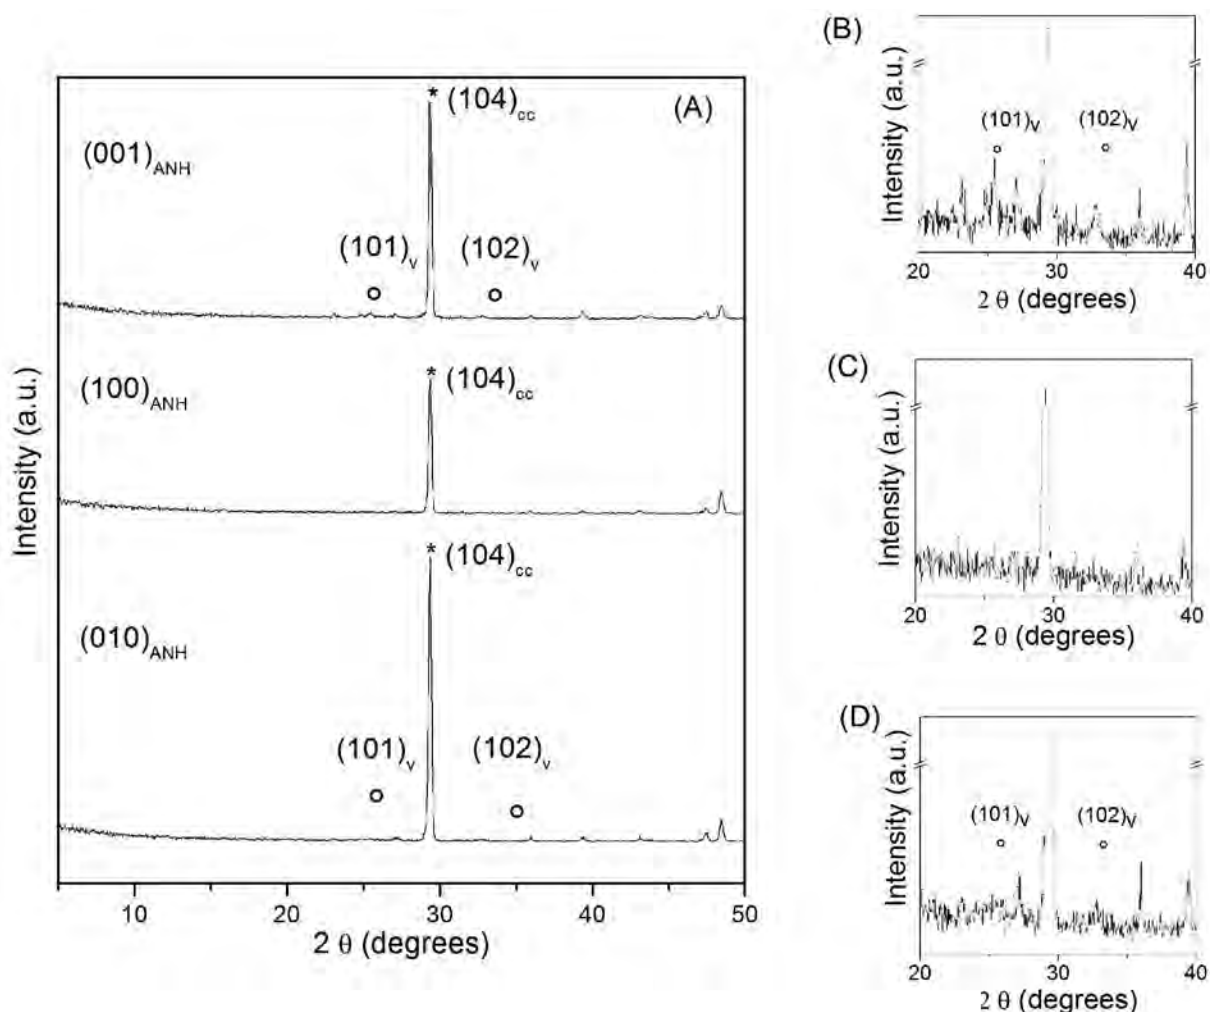 (A)
* (104)cc
(001)ANH
(101)v
(102)v
* (104)cc
(100)ANH
* (104)cc
(010)ANH
(101)v
(102)v
Intensity (a.u.)
10 20 30 40 50
2 θ (degrees)
(B)
Intensity (a.u.)
(101)v (102)v
20 30 40
2 θ (degrees)
(C)
Intensity (a.u.)
20 30 40
2 θ (degrees)
(D)
Intensity (a.u.)
(101)v (102)v
20 30 40
2 θ (degrees)